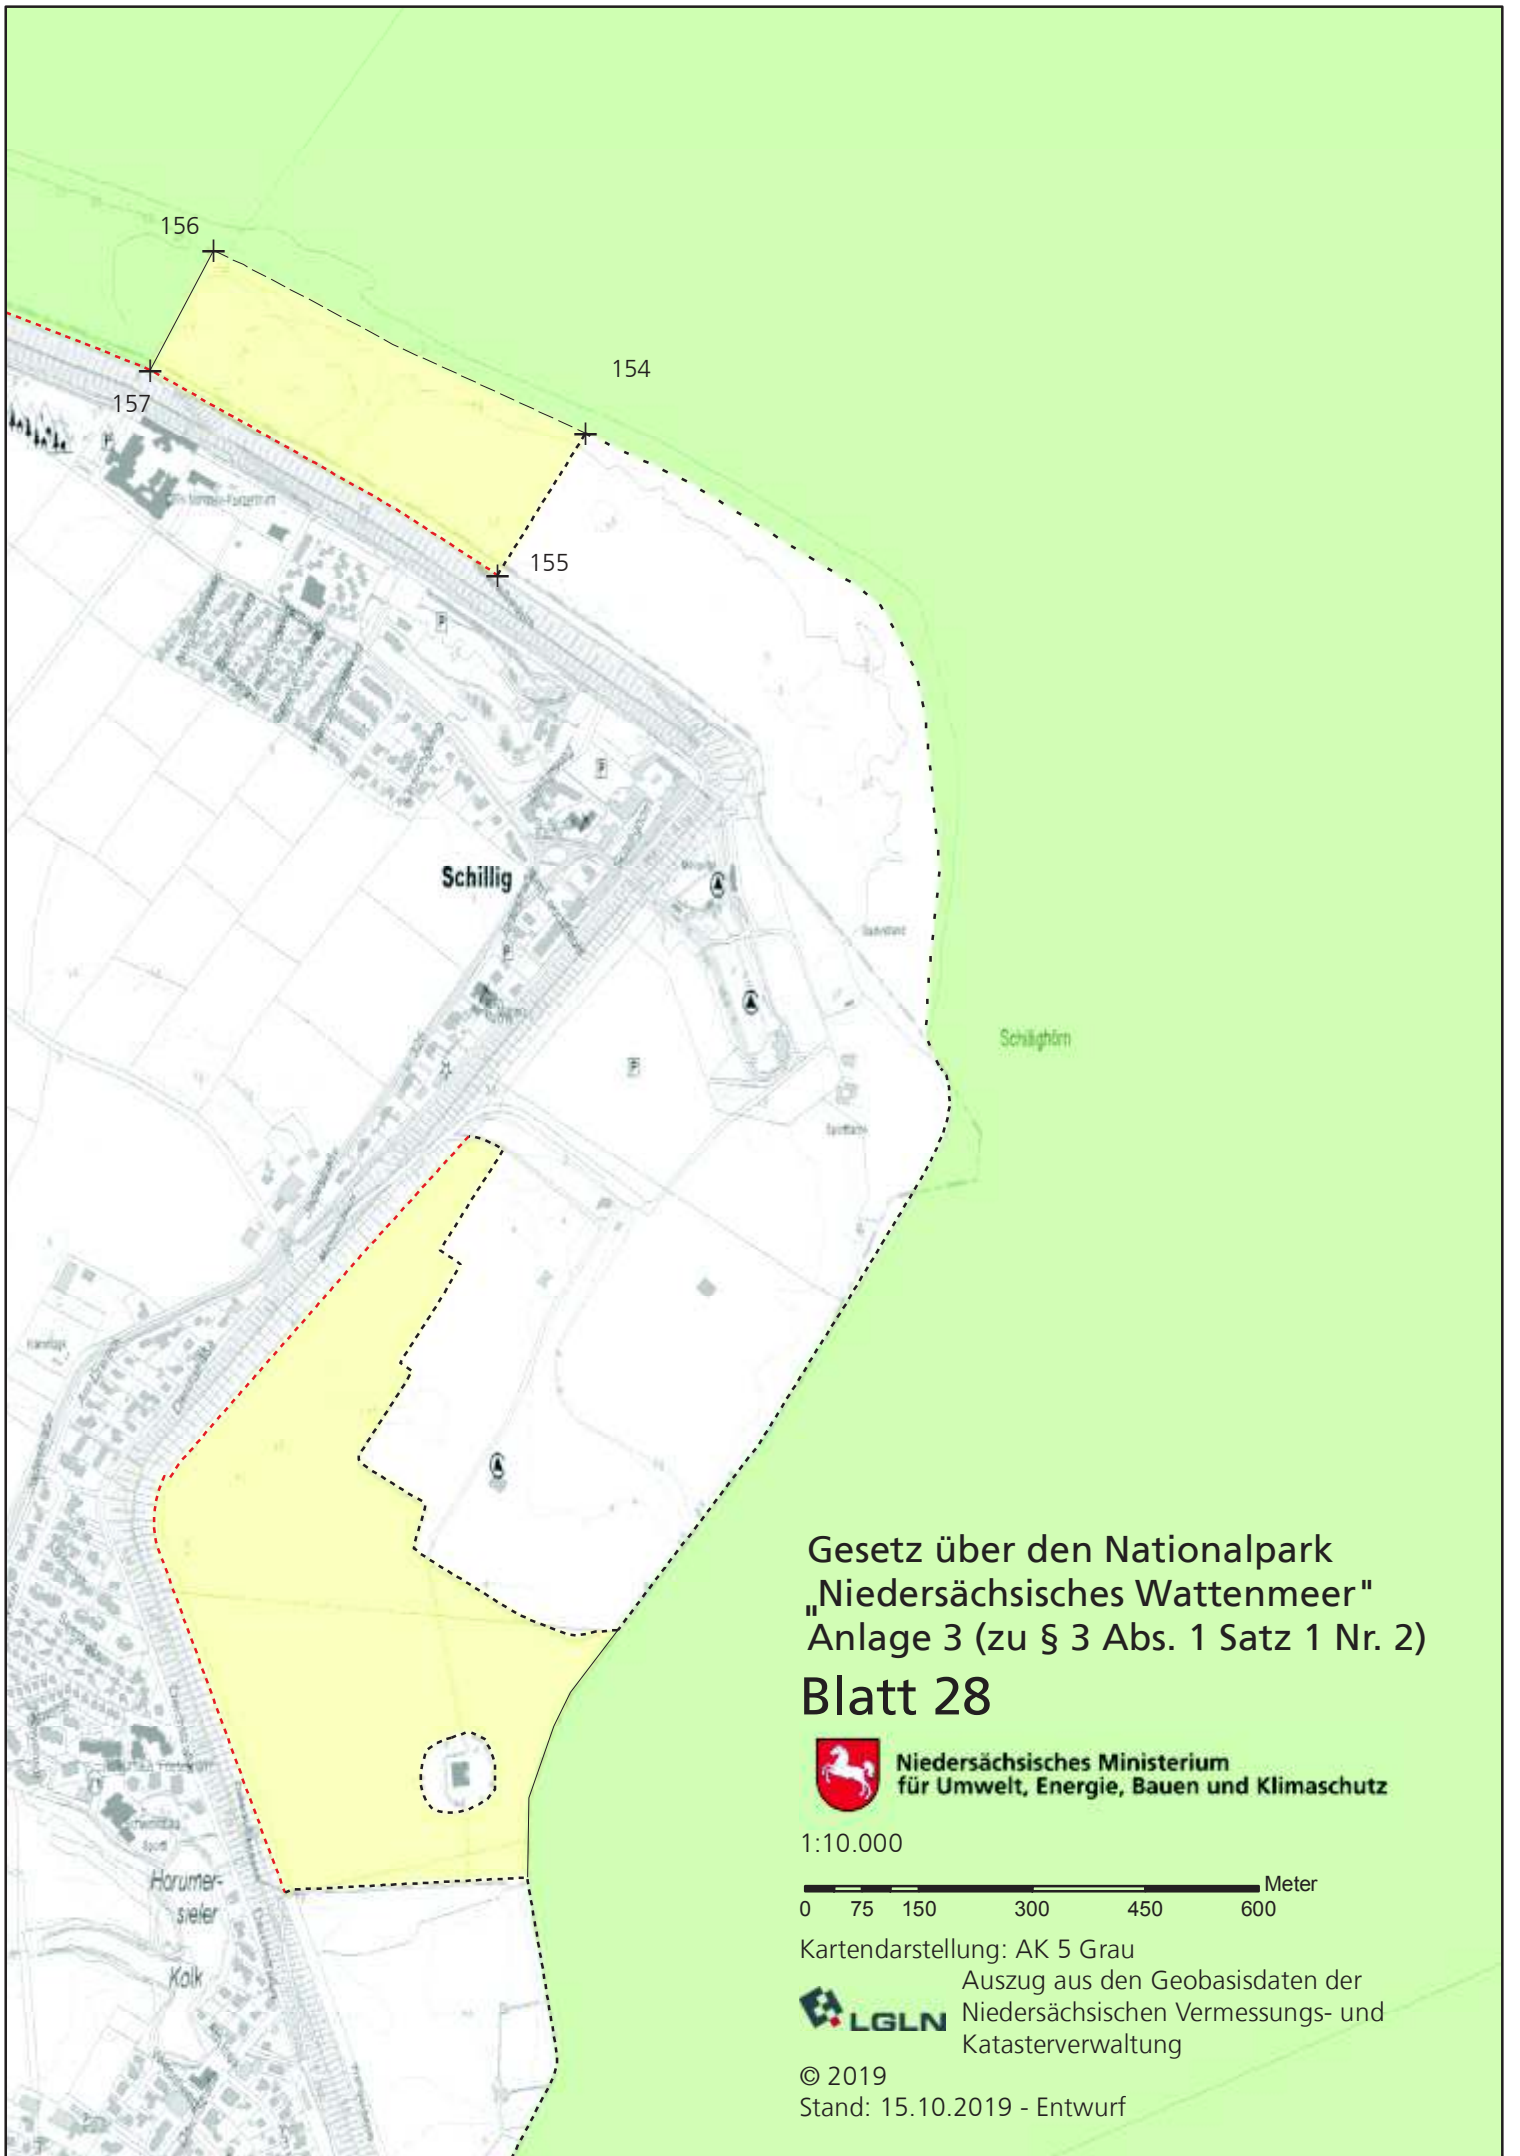 156
154
157
155
P
P
P
Schillig
P
Schillighörn
P
Horumer-
sieler
Kolk
Gesetz über den Nationalpark
„Niedersächsisches Wattenmeer"
Anlage 3 (zu § 3 Abs. 1 Satz 1 Nr. 2)
Blatt 28
Niedersächsisches Ministerium
für Umwelt, Energie, Bauen und Klimaschutz
1:10.000
Meter
0 75 150 300 450 600
Kartendarstellung: AK 5 Grau
Auszug aus den Geobasisdaten der
LGLN Niedersächsischen Vermessungs- und
Katasterverwaltung
© 2019
Stand: 15.10.2019 - Entwurf